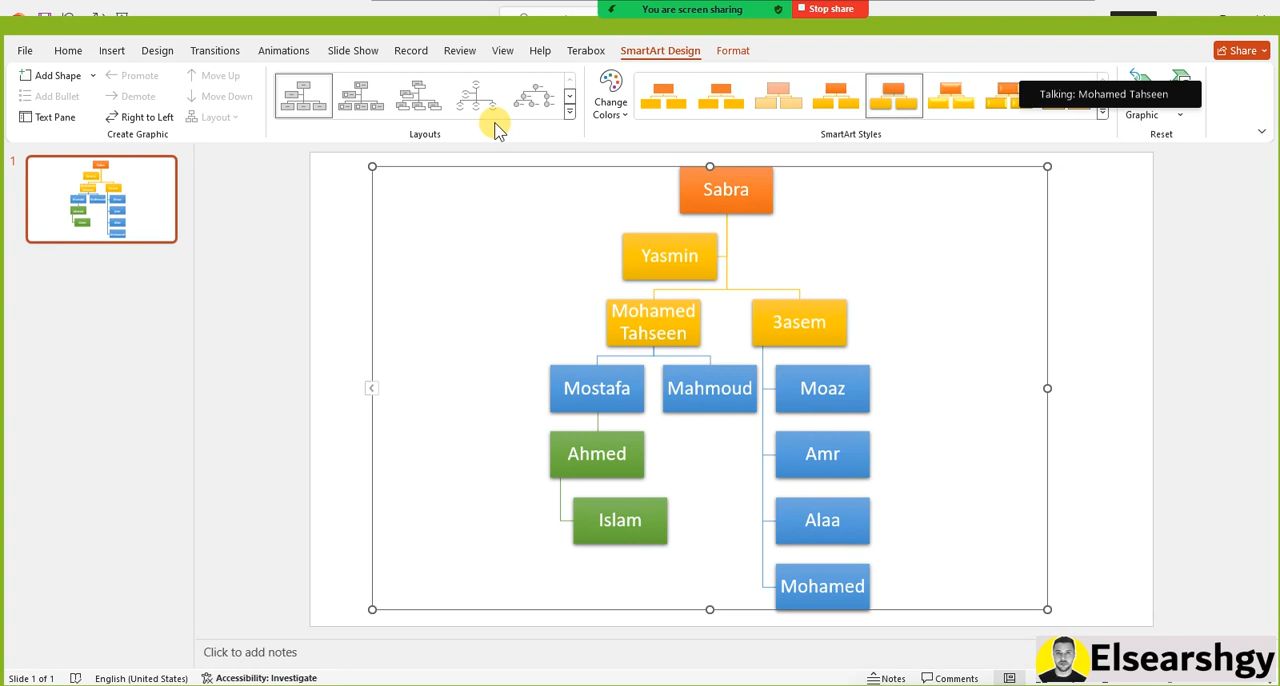 You are screen sharing
Stop share
File Home Insert Design Transitions Animations Slide Show Record Review View Help Terabox SmartArt Design Format
Share
Add Shape Promote Move Up
Add Bullet Demote Move Down
Text Pane Right to Left Layout
Create Graphic
Layouts
Change
Colors
SmartArt Styles
Talking: Mohamed Tahseen
Graphic
Reset
1
Sabra
Yasmin
Mohamed
Tahseen
3asem
Mostafa
Mahmoud
Moaz
Ahmed
Amr
Islam
Alaa
Mohamed
Click to add notes
Elsearshgy
Slide 1 of 1
English (United States)
Accessibility: Investigate
Notes
Comments